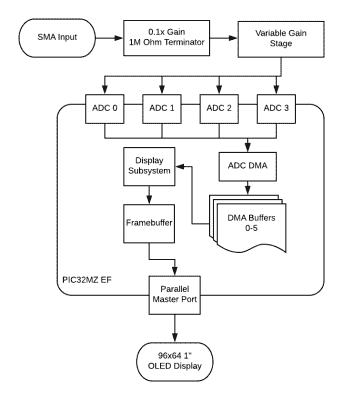 SMA Input
0.1x Gain
1M Ohm Terminator
Variable Gain
Stage
ADC 0
ADC 1
ADC 2
ADC 3
Display
Subsystem
ADC DMA
Framebuffer
DMA Buffers
0-5
PIC32MZ EF
Parallel
Master Port
96x64 1"
OLED Display